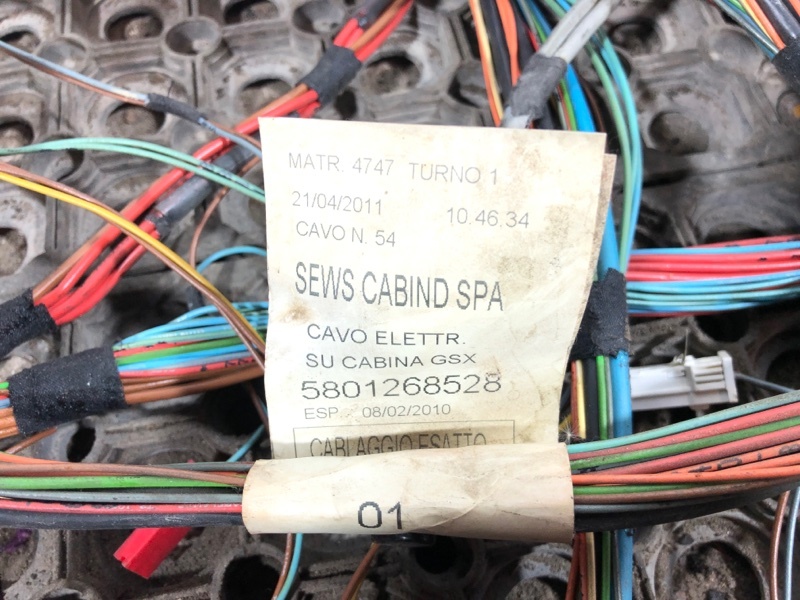 MATR. 4747 TURNO 1
21/04/2011 10.46.34
CAVO N. 54
SEWS CABIND SPA
CAVO ELETTR.
SU CABINA GSX
5801268528
ESP. 08/02/2010
CABLAGGIO ESATTO
01